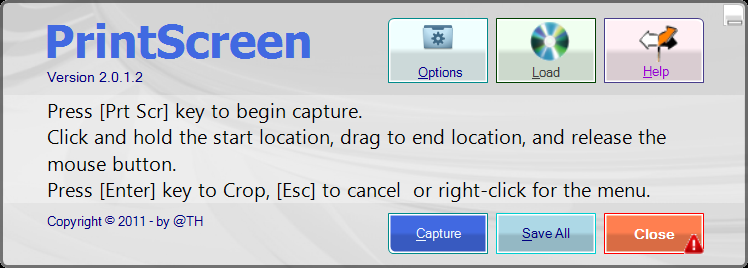 PrintScreen
Version 2.0.1.2
Options
Load
Help
Press [Prt Scr] key to begin capture.
Click and hold the start location, drag to end location, and release the
mouse button.
Press [Enter] key to Crop, [Esc] to cancel  or right-click for the menu.
Copyright © 2011 - by @TH
Capture
Save All
Close